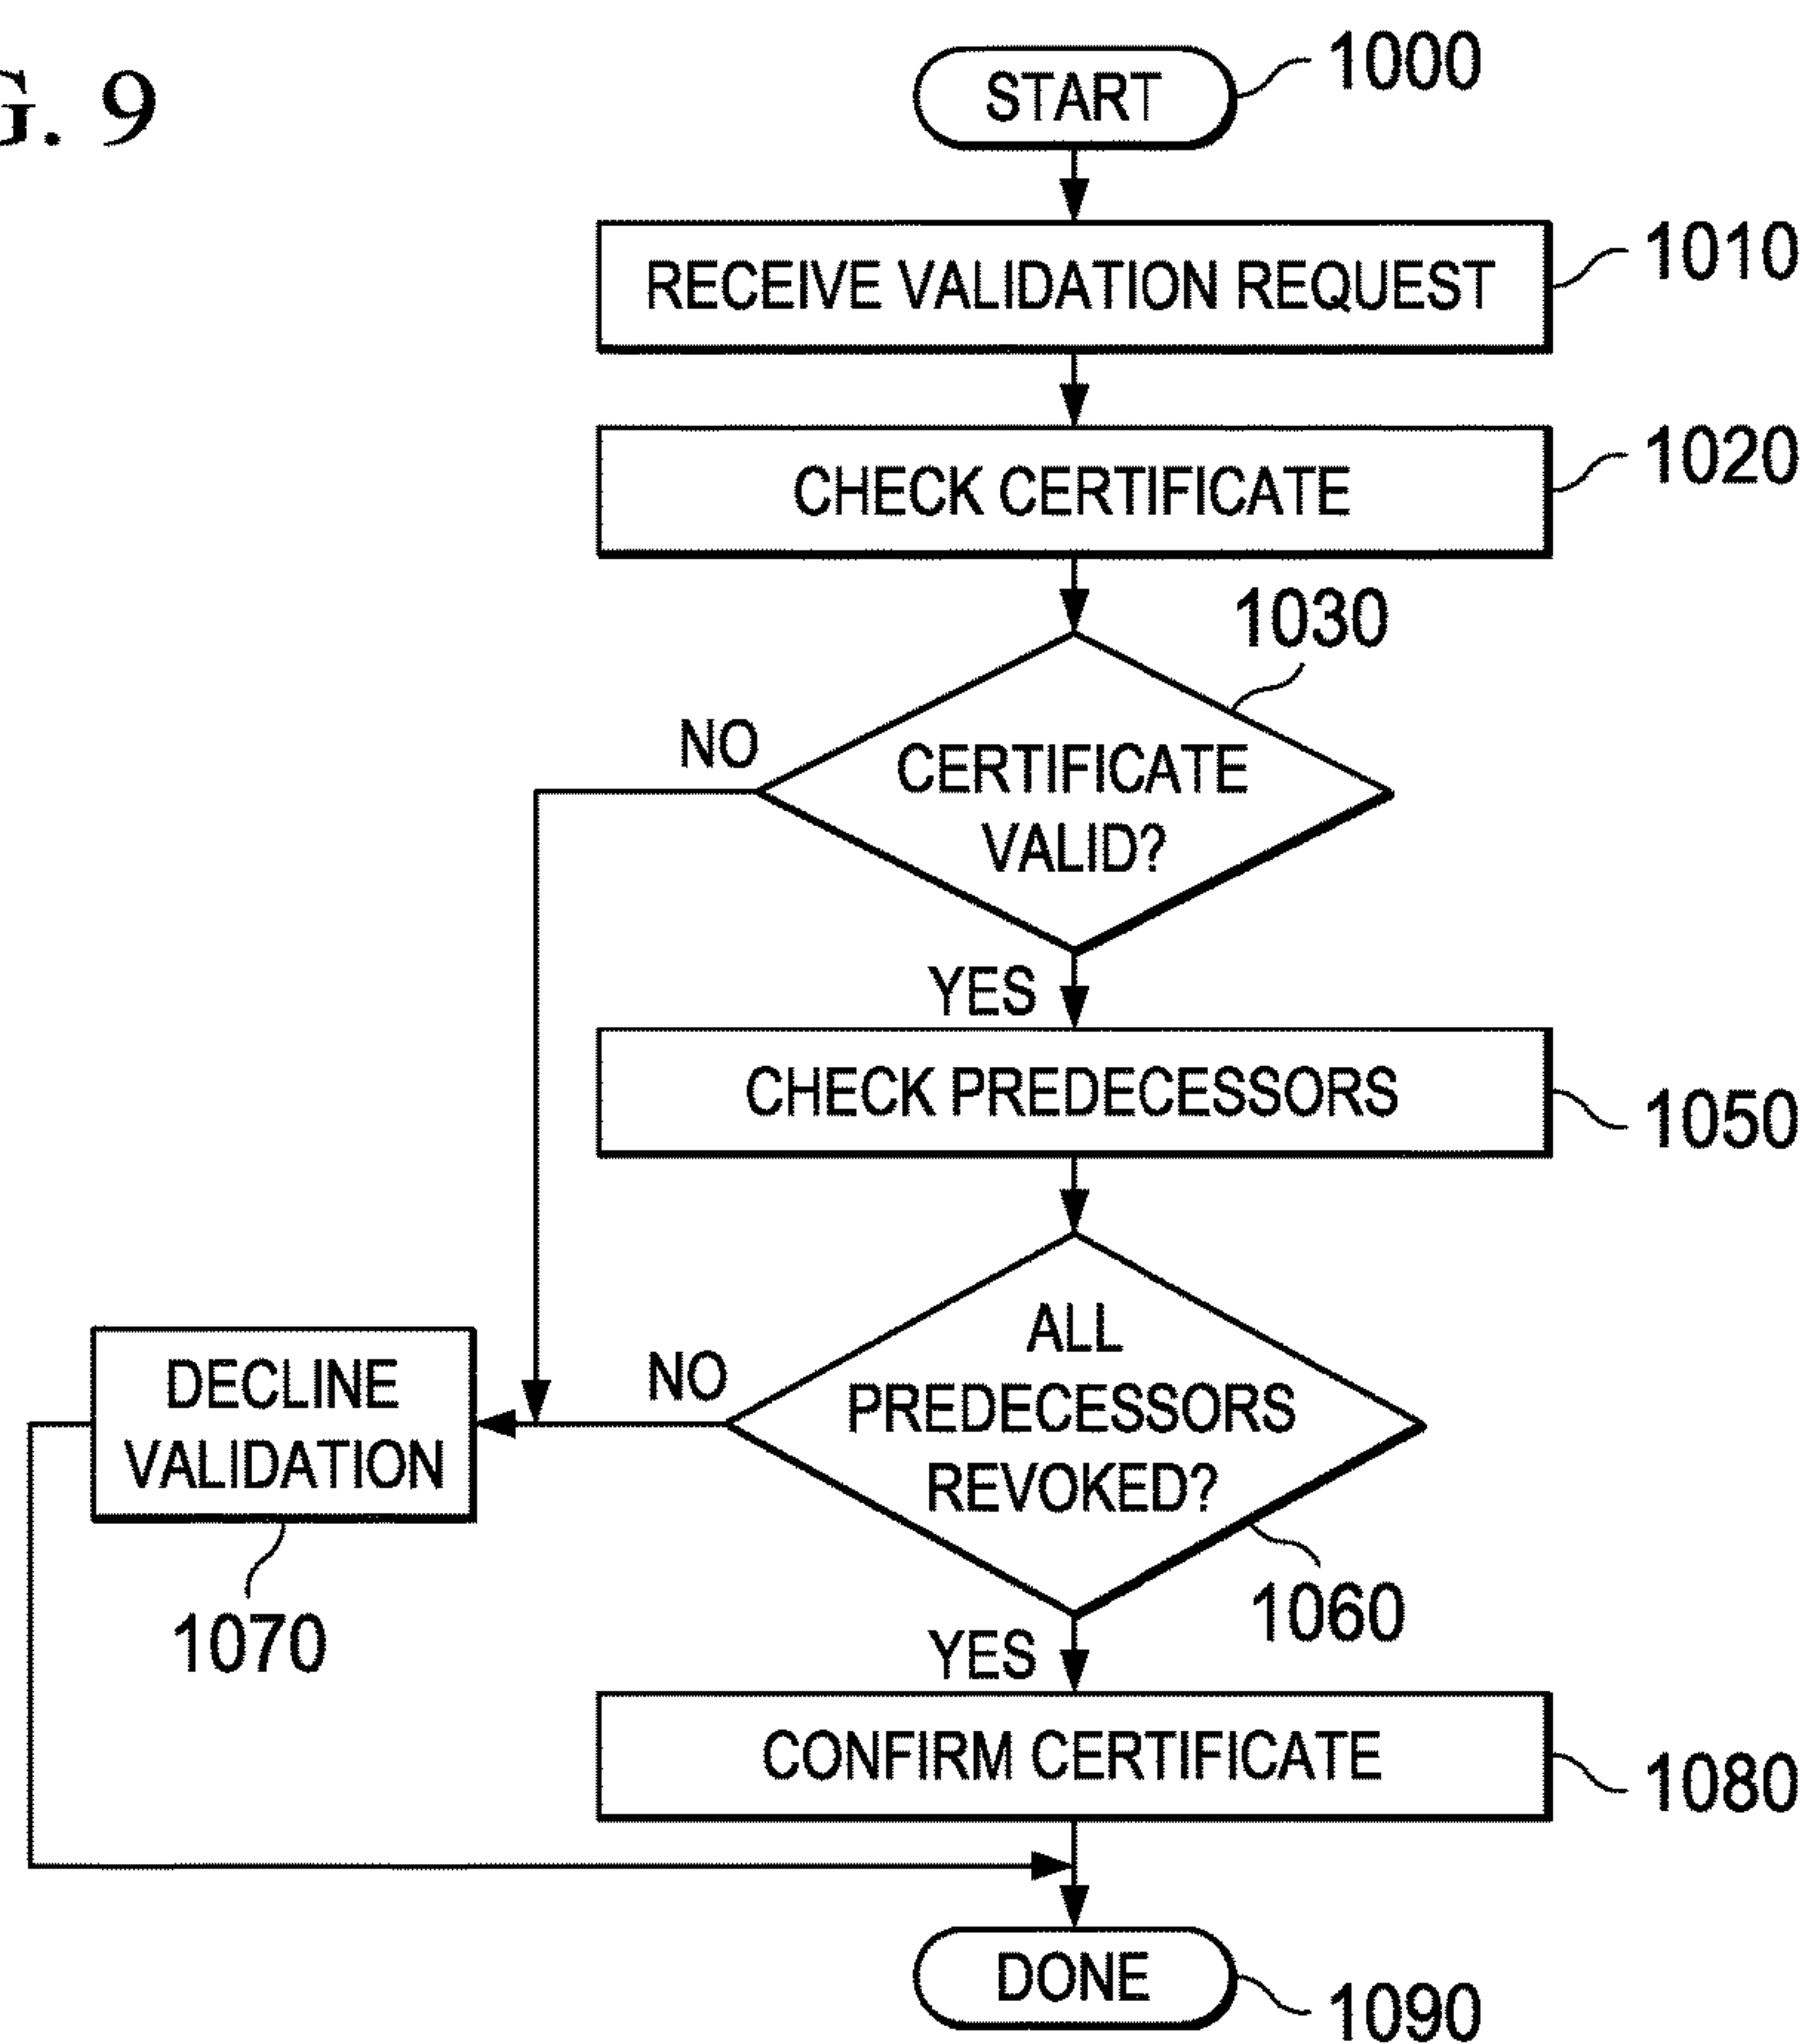 G. 9
START
1000
RECEIVE VALIDATION REQUEST
1010
CHECK CERTIFICATE
1020
1030
NO
CERTIFICATE
VALID?
YES
CHECK PREDECESSORS
1050
ALL
PREDECESSORS
REVOKED?
NO
DECLINE
VALIDATION
1060
1070
YES
CONFIRM CERTIFICATE
1080
DONE
1090